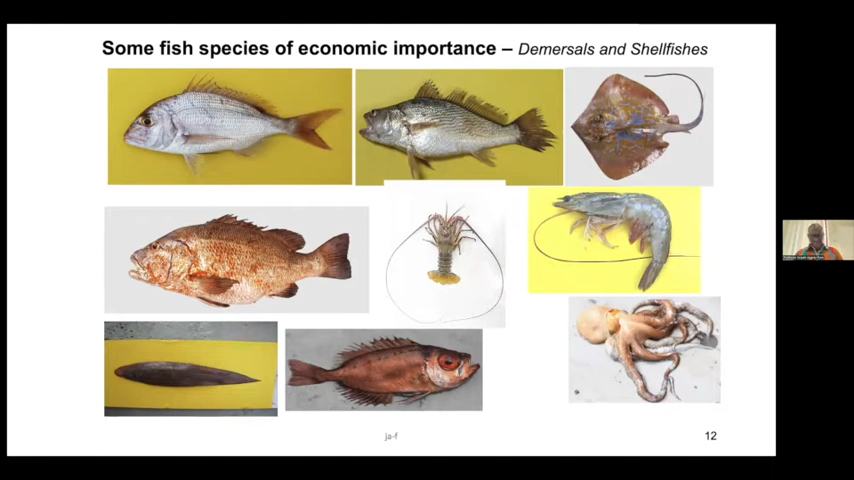 Some fish species of economic importance – Demersals and Shellfishes
ja-f
12